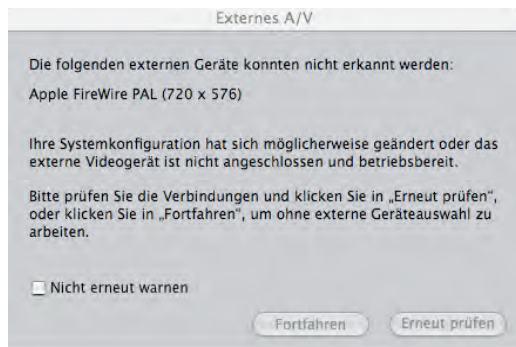 Externes A/V
Die folgenden externen Geräte konnten nicht erkannt werden:
Apple FireWire PAL (720 x 576)
Ihre Systemkonfiguration hat sich möglicherweise geändert oder das
externe Videogerät ist nicht angeschlossen und betriebsbereit.
Bitte prüfen Sie die Verbindungen und klicken Sie in „Erneut prüfen",
oder klicken Sie in „Fortfahren", um ohne externe Geräteauswahl zu
arbeiten.
Nicht erneut warnen
Fortfahren
Erneut prüfen